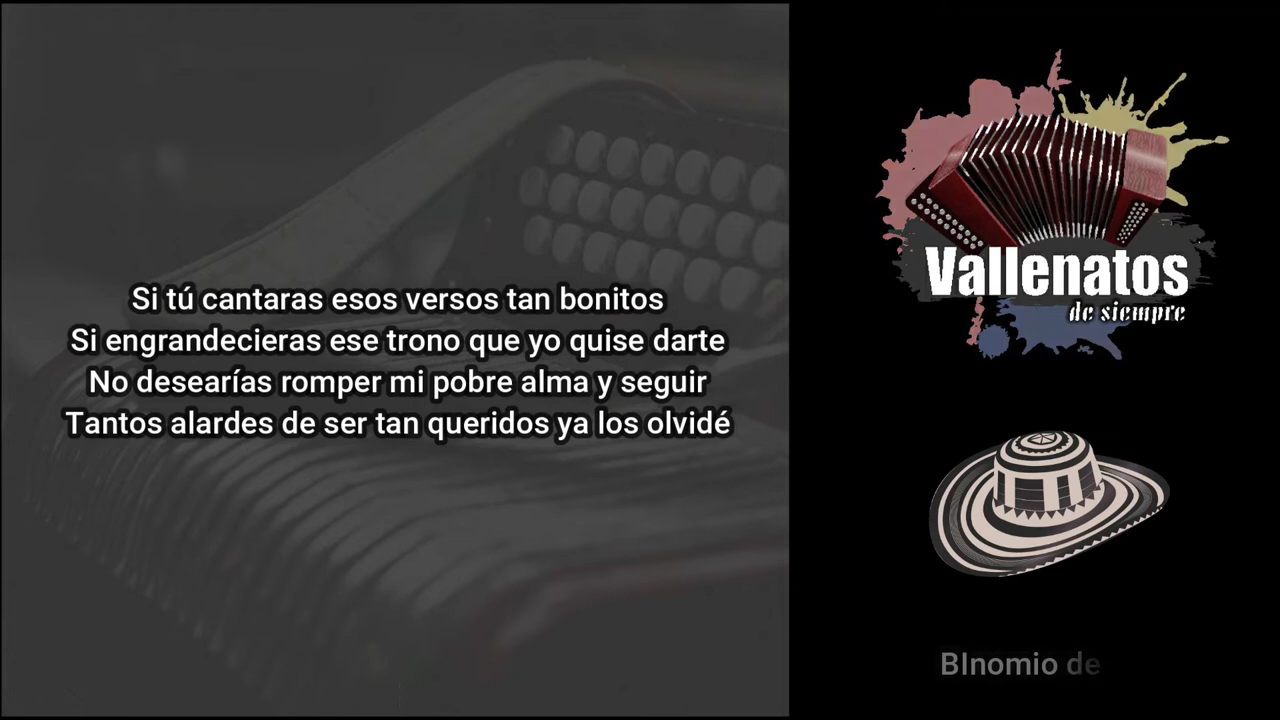 Si tú cantaras esos versos tan bonitos
Si engrandecieras ese trono que yo quise darte
No desearías romper mi pobre alma y seguir
Tantos alardes de ser tan queridos ya los olvidé
Vallenatos
de siempre
BInomio de